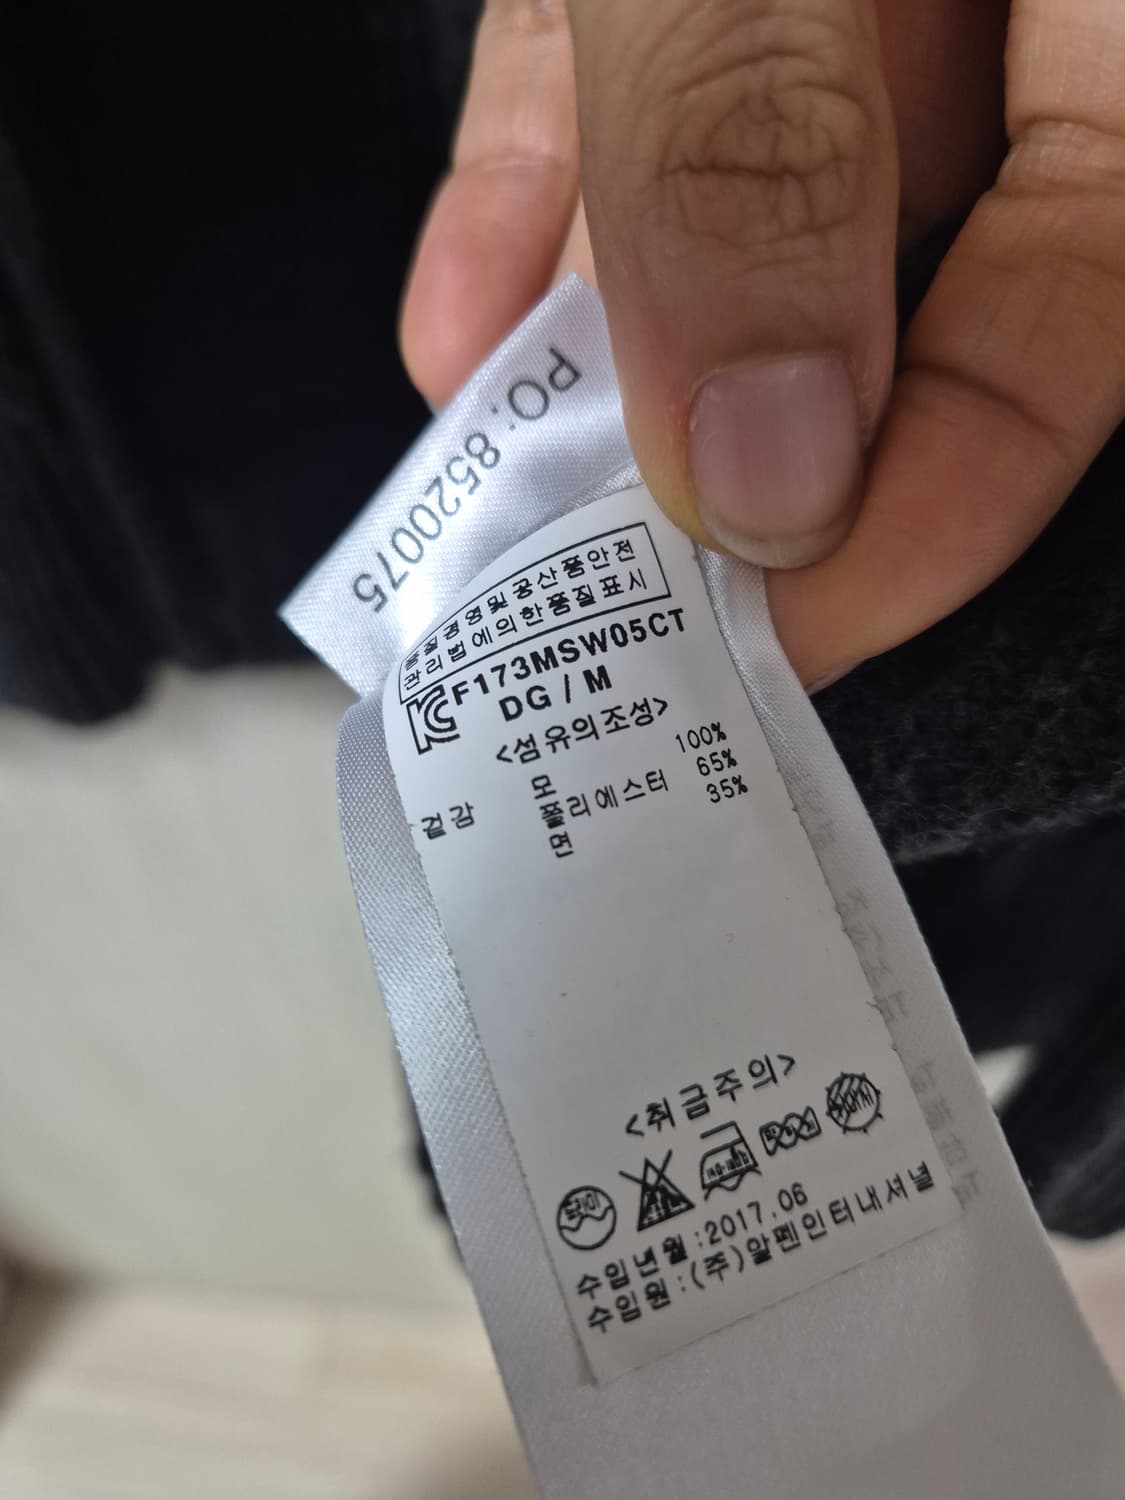 PO: 8520075
품질경영및공산품안전
관리법에의한품질표시
F173MSW05CT
DG / M
<섬유의조성>
모 100%
겉감 폴리에스터 65%
면 35%
<취급주의>
드라이
수입년월 :2017.06
수입원 :(주)알펜인터내셔널